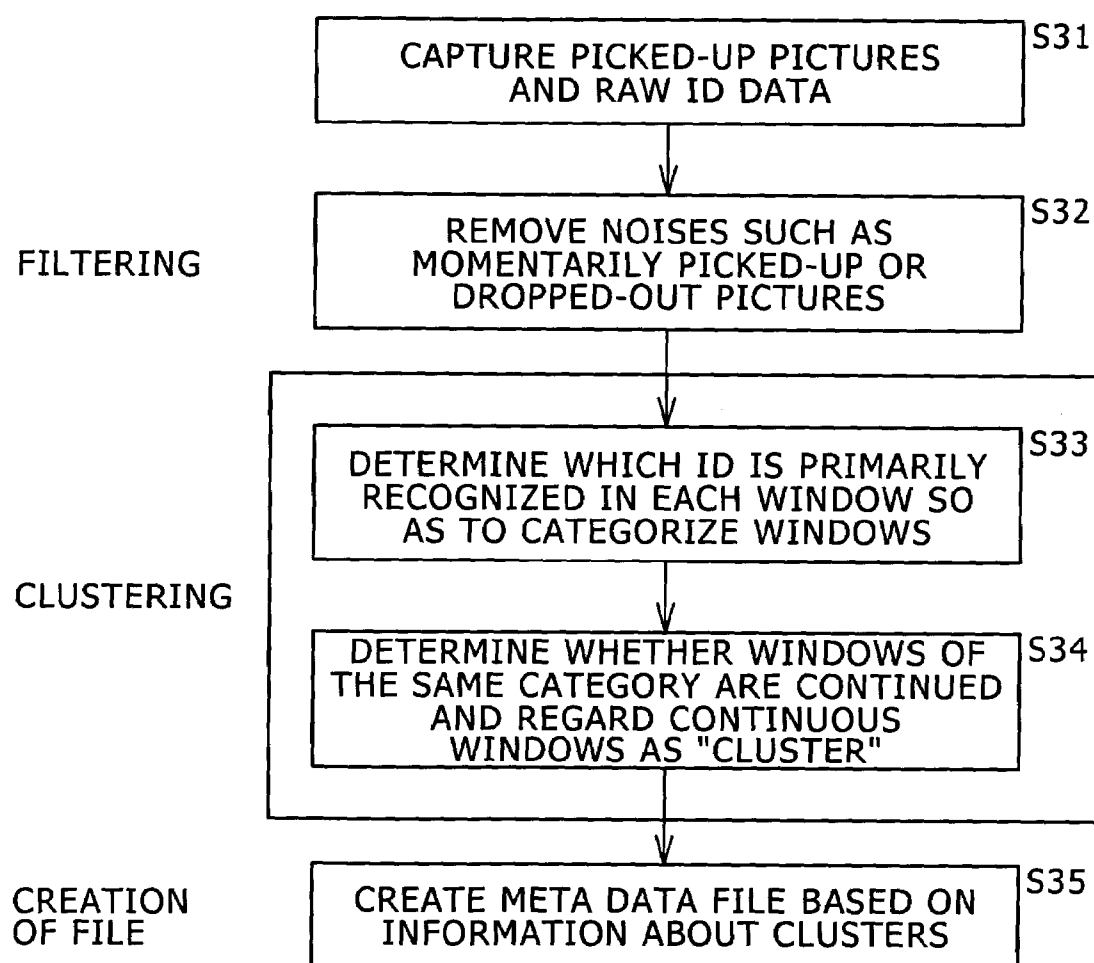 S31
CAPTURE PICKED-UP PICTURES
AND RAW ID DATA
S32
FILTERING
REMOVE NOISES SUCH AS
MOMENTARILY PICKED-UP OR
DROPPED-OUT PICTURES
S33
DETERMINE WHICH ID IS PRIMARILY
RECOGNIZED IN EACH WINDOW SO
AS TO CATEGORIZE WINDOWS
CLUSTERING
S34
DETERMINE WHETHER WINDOWS OF
THE SAME CATEGORY ARE CONTINUED
AND REGARD CONTINUOUS
WINDOWS AS "CLUSTER"
S35
CREATION
OF FILE
CREATE META DATA FILE BASED ON
INFORMATION ABOUT CLUSTERS